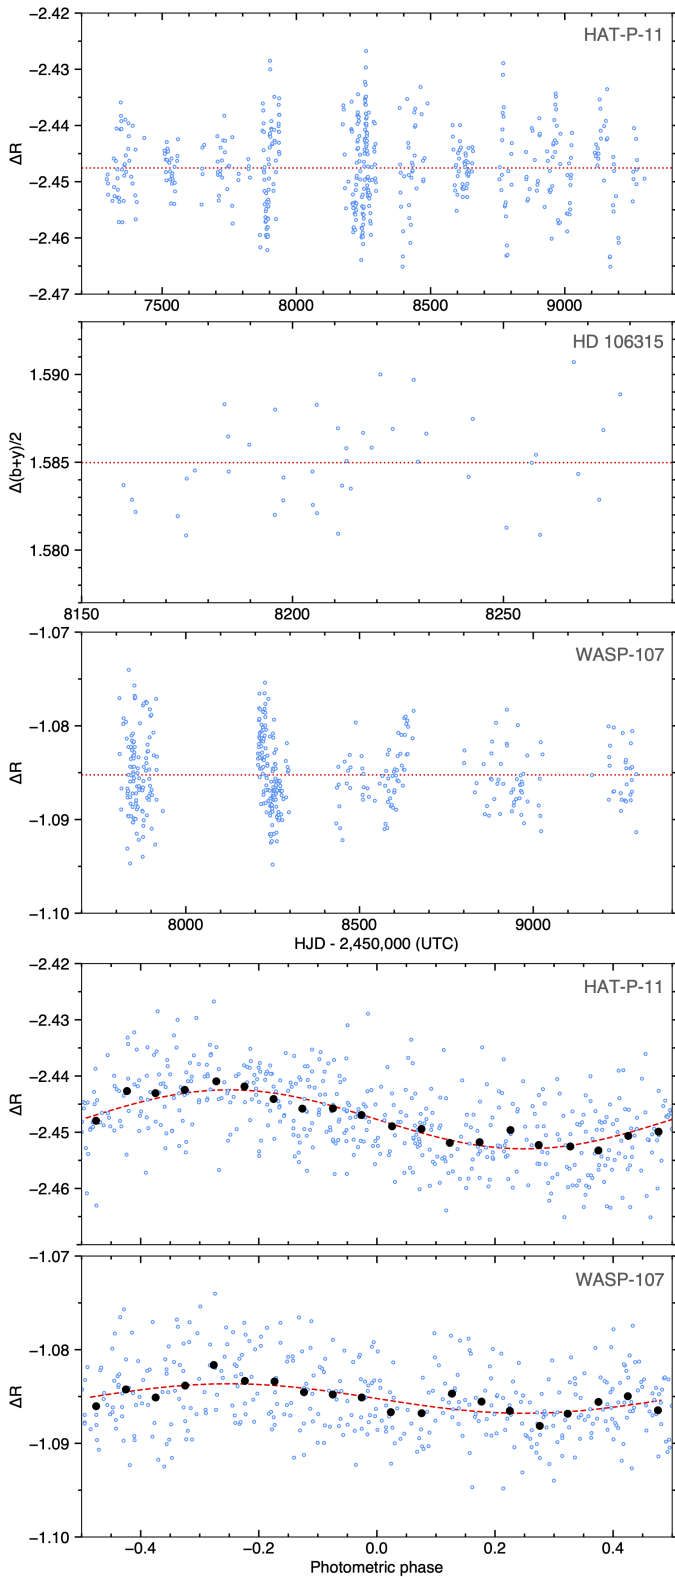 HAT-P-11
−2.42
−2.43
−2.44
−2.45
−2.46
−2.47
ΔR
7500 8000 8500 9000
HD 106315
1.590
1.585
1.580
Δ(b+y)/2
8150 8200 8250
WASP-107
−1.07
−1.08
−1.09
−1.10
ΔR
8000 8500 9000
HJD - 2,450,000 (UTC)
HAT-P-11
−2.42
−2.43
−2.44
−2.45
−2.46
ΔR
WASP-107
−1.07
−1.08
−1.09
−1.10
ΔR
−0.4 −0.2 0.0 0.2 0.4
Photometric phase